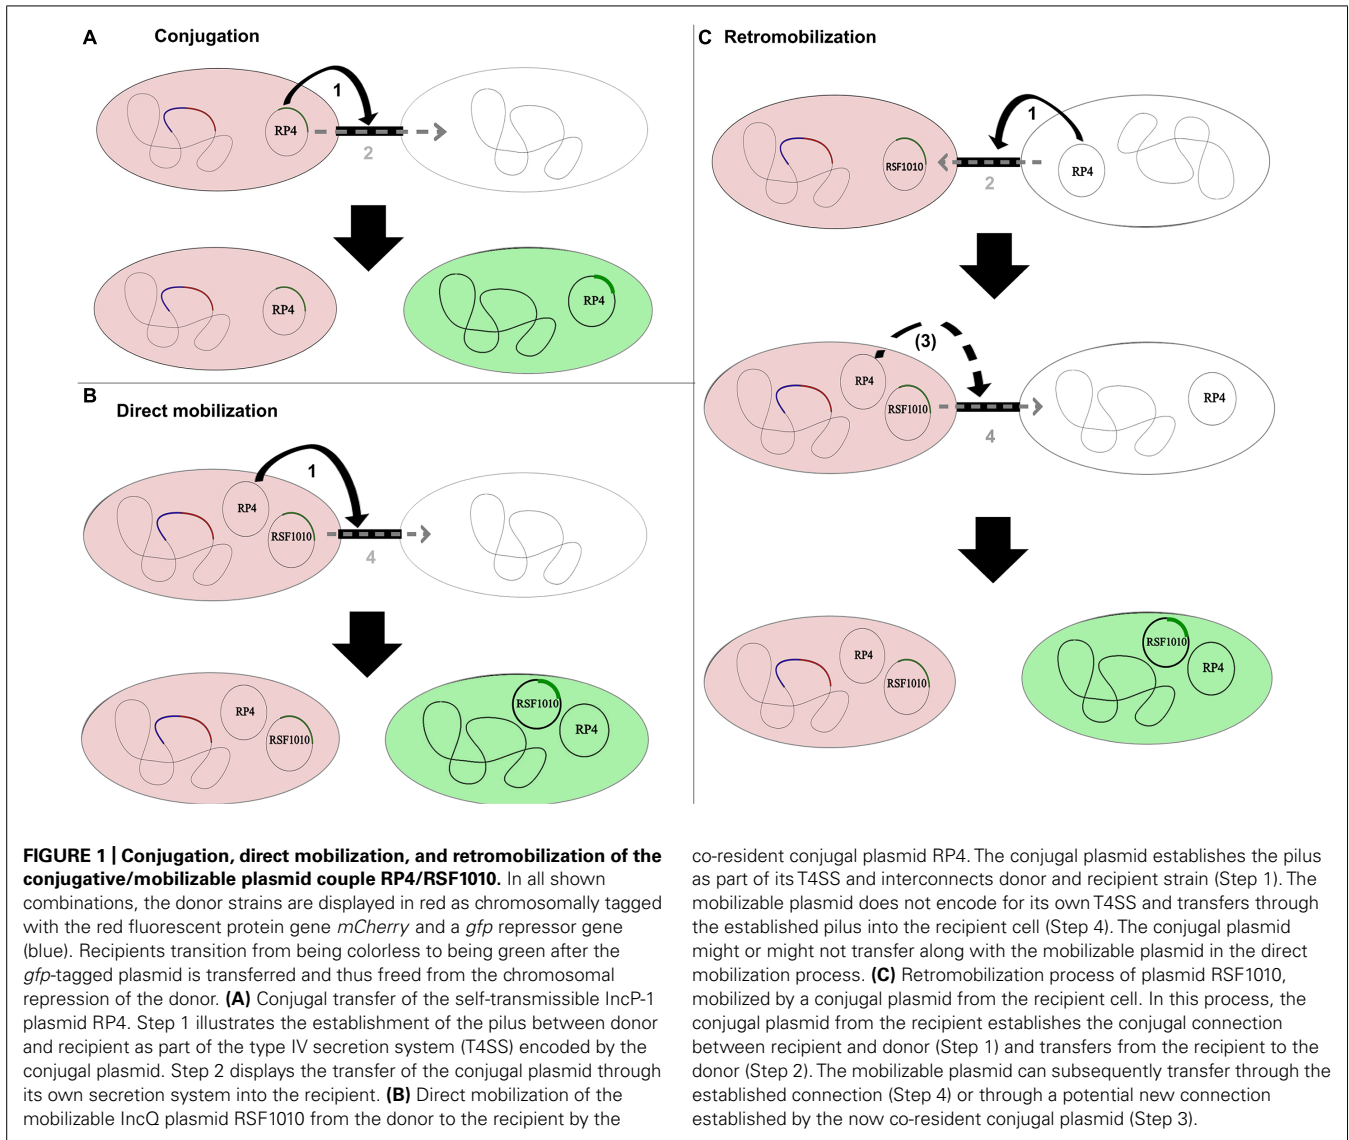 A
Conjugation
1
RP4
2
RP4
RP4
B
Direct mobilization
1
RP4
RSF1010
4
RP4
RSF1010
RSF1010
RP4
C Retromobilization
1
RSF1010
RP4
2
(3)
RP4
RSF1010
RP4
4
RP4
RSF1010
RSF1010
RP4
FIGURE 1 | Conjugation, direct mobilization, and retromobilization of the
conjugative/mobilizable plasmid couple RP4/RSF1010. In all shown
combinations, the donor strains are displayed in red as chromosomally tagged
with the red fluorescent protein gene mCherry and a gfp repressor gene
(blue). Recipients transition from being colorless to being green after the
gfp-tagged plasmid is transferred and thus freed from the chromosomal
repression of the donor. (A) Conjugal transfer of the self-transmissible IncP-1
plasmid RP4. Step 1 illustrates the establishment of the pilus between donor
and recipient as part of the type IV secretion system (T4SS) encoded by the
conjugal plasmid. Step 2 displays the transfer of the conjugal plasmid through
its own secretion system into the recipient. (B) Direct mobilization of the
mobilizable IncQ plasmid RSF1010 from the donor to the recipient by the
co-resident conjugal plasmid RP4. The conjugal plasmid establishes the pilus
as part of its T4SS and interconnects donor and recipient strain (Step 1). The
mobilizable plasmid does not encode for its own T4SS and transfers through
the established pilus into the recipient cell (Step 4). The conjugal plasmid
might or might not transfer along with the mobilizable plasmid in the direct
mobilization process. (C) Retromobilization process of plasmid RSF1010,
mobilized by a conjugal plasmid from the recipient cell. In this process, the
conjugal plasmid from the recipient establishes the conjugal connection
between recipient and donor (Step 1) and transfers from the recipient to the
donor (Step 2). The mobilizable plasmid can subsequently transfer through the
established connection (Step 4) or through a potential new connection
established by the now co-resident conjugal plasmid (Step 3).